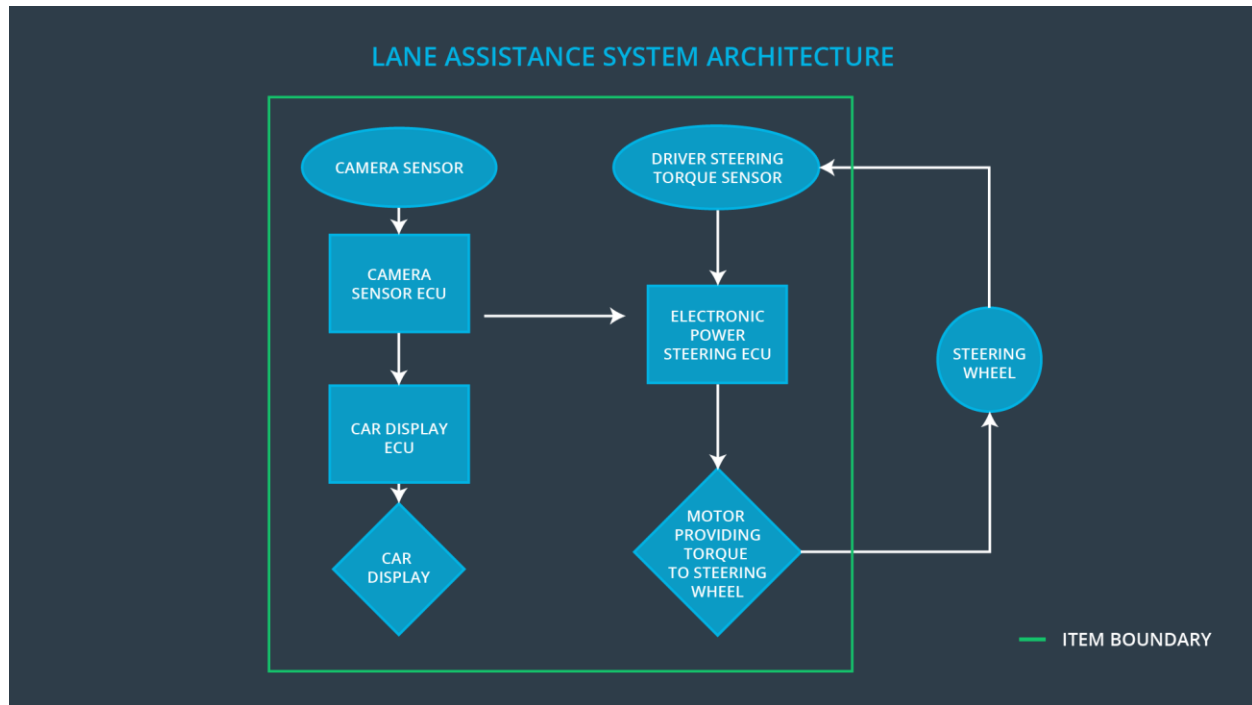 LANE ASSISTANCE SYSTEM ARCHITECTURE
CAMERA SENSOR
CAMERA
SENSOR ECU
CAR DISPLAY
ECU
CAR
DISPLAY
DRIVER STEERING
TORQUE SENSOR
ELECTRONIC
POWER
STEERING ECU
MOTOR
PROVIDING
TORQUE
TO STEERING
WHEEL
STEERING
WHEEL
ITEM BOUNDARY